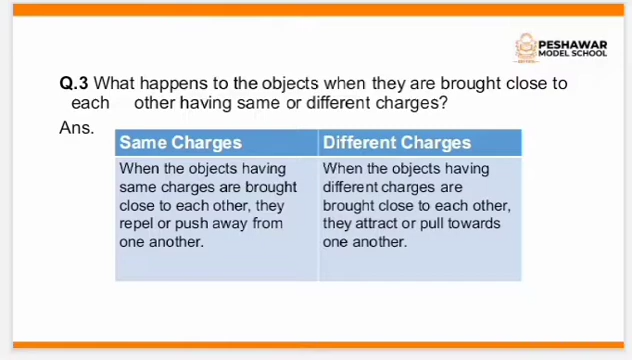 PESHAWAR
MODEL SCHOOL
Q.3 What happens to the objects when they are brought close to
each other having same or different charges?
Ans.
Same Charges
When the objects having
same charges are brought
close to each other, they
repel or push away from
one another.
Different Charges
When the objects having
different charges are
brought close to each other,
they attract or pull towards
one another.